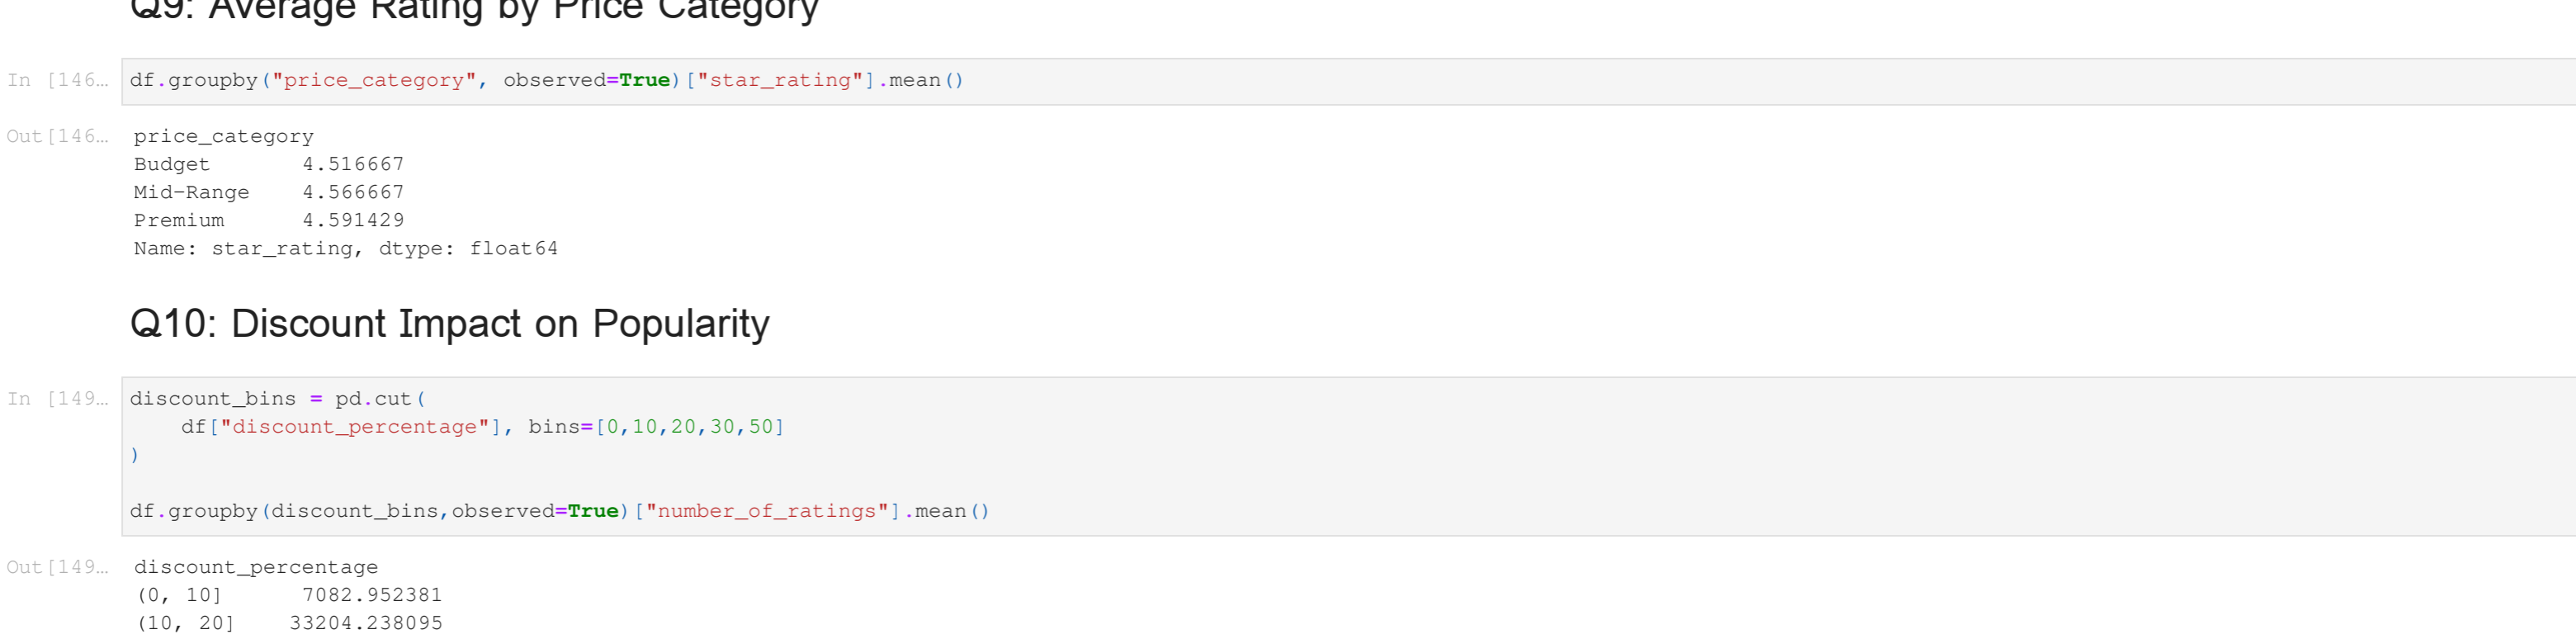 Q9: Average Rating by Price Category
In [146… df.groupby("price_category", observed=True)["star_rating"].mean()
Out[146… price_category
Budget 4.516667
Mid-Range 4.566667
Premium 4.591429
Name: star_rating, dtype: float64
Q10: Discount Impact on Popularity
In [149… discount_bins = pd.cut(
df["discount_percentage"], bins=[0,10,20,30,50]
)
df.groupby(discount_bins,observed=True)["number_of_ratings"].mean()
Out[149… discount_percentage
(0, 10] 7082.952381
(10, 20] 33204.238095